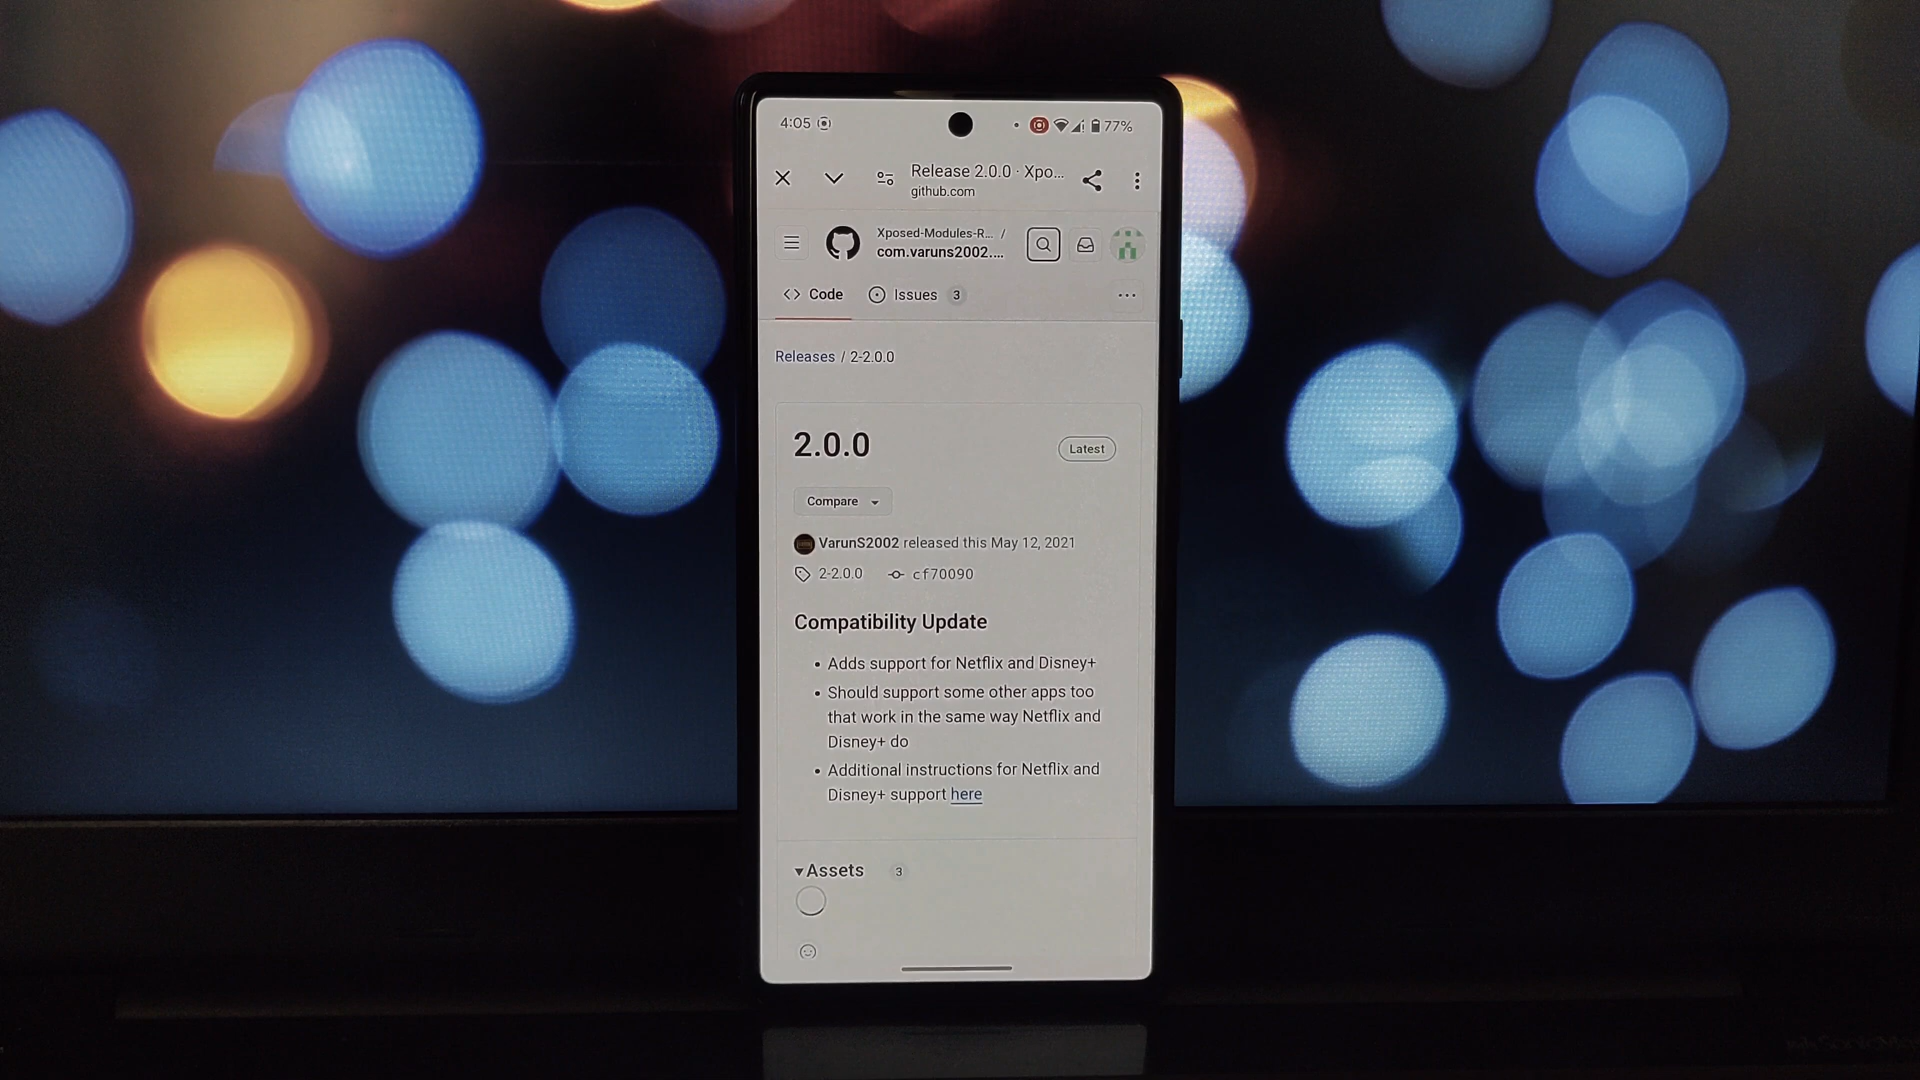 4:05
77%
Release 2.0.0 · Xpo...
github.com
Xposed-Modules-R... /
com.varuns2002....
Code
Issues 3
Releases / 2-2.0.0
2.0.0
Latest
Compare
VarunS2002 released this May 12, 2021
2-2.0.0 cf70090
Compatibility Update
• Adds support for Netflix and Disney+
• Should support some other apps too
that work in the same way Netflix and
Disney+ do
• Additional instructions for Netflix and
Disney+ support here
Assets 3